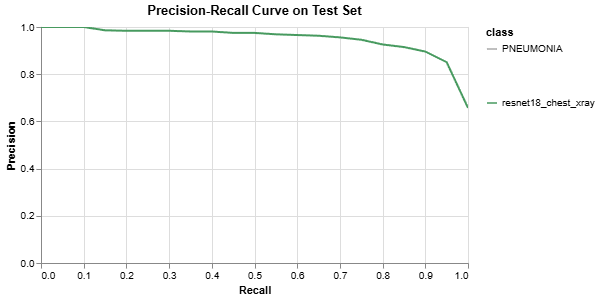 Precision-Recall Curve on Test Set
class
PNEUMONIA
resnet18_chest_xray
Precision
1.0
0.8
0.6
0.4
0.2
0.0
0.0 0.1 0.2 0.3 0.4 0.5 0.6 0.7 0.8 0.9 1.0
Recall